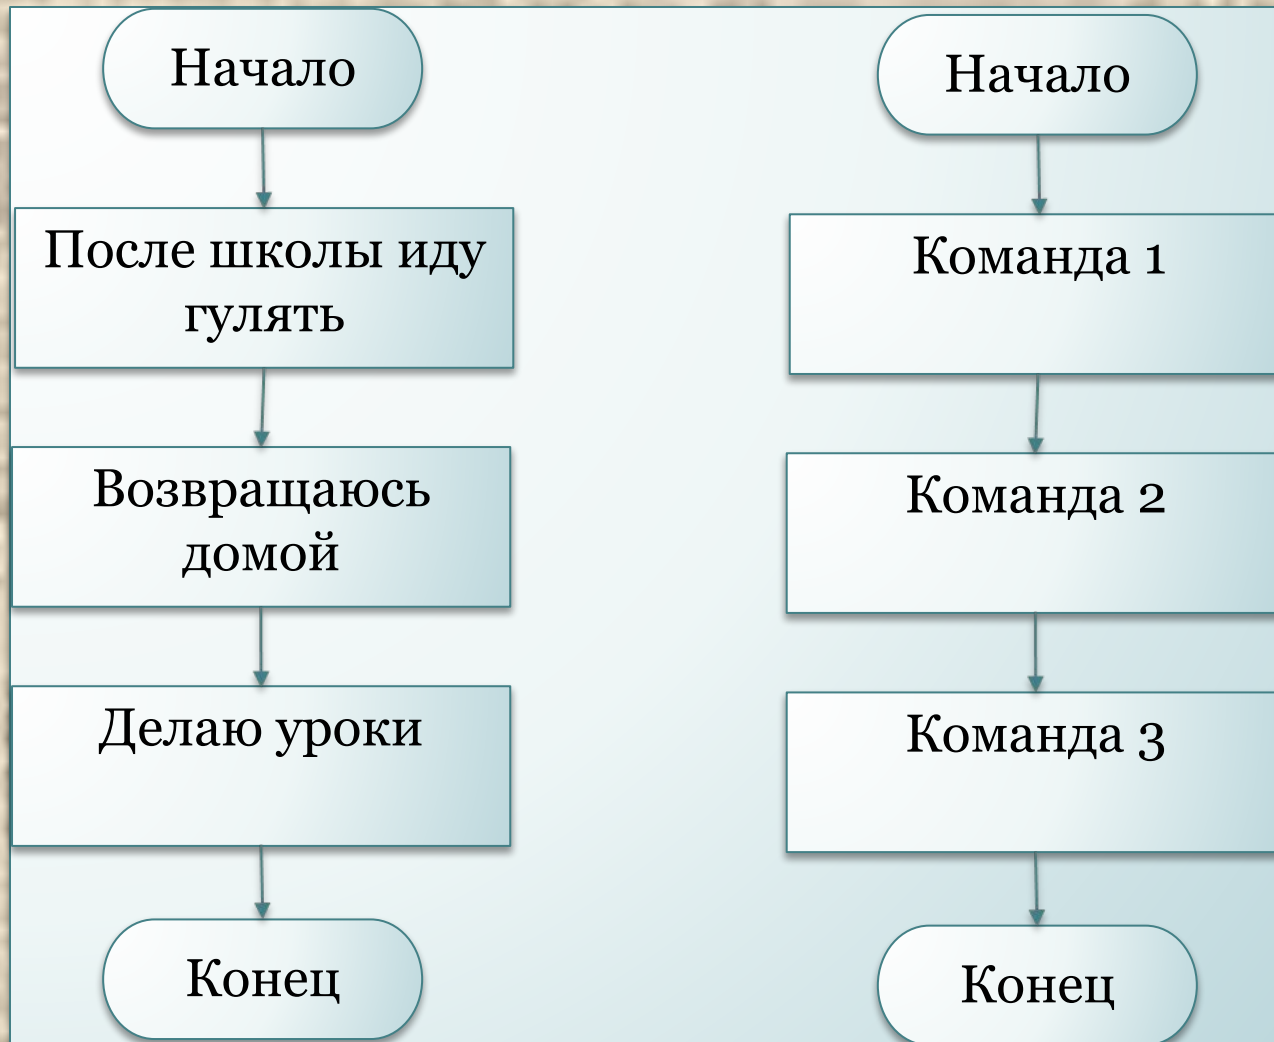 Начало
После школы иду
гулять
Возвращаюсь
домой
Делаю уроки
Конец
Начало
Команда 1
Команда 2
Команда 3
Конец